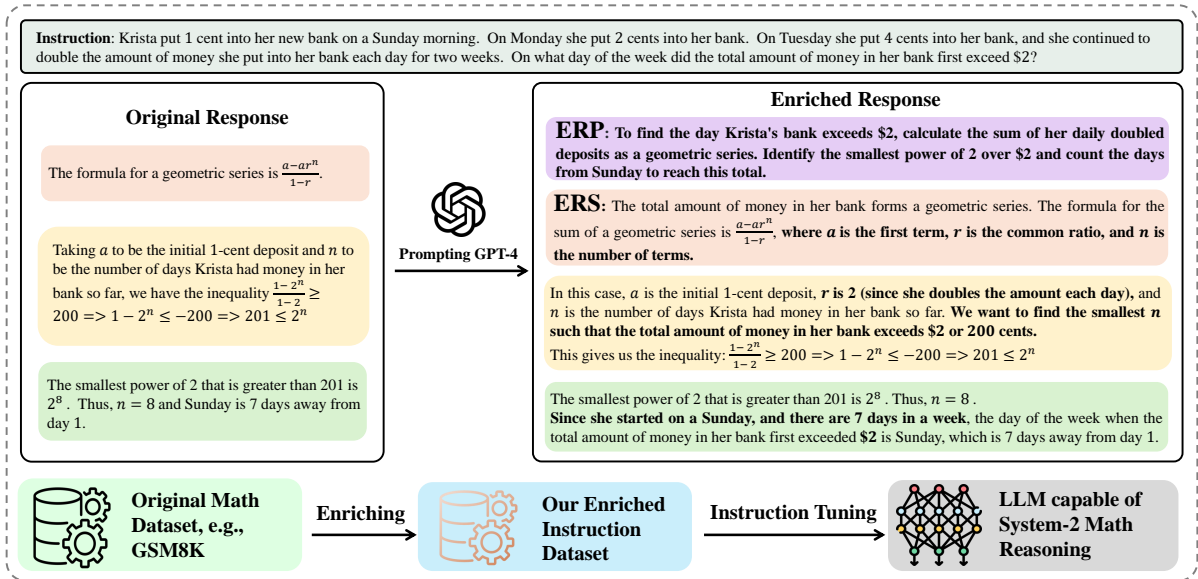 Instruction: Krista put 1 cent into her new bank on a Sunday morning. On Monday she put 2 cents into her bank. On Tuesday she put 4 cents into her bank, and she continued to
double the amount of money she put into her bank each day for two weeks. On what day of the week did the total amount of money in her bank first exceed $2?
Original Response
The formula for a geometric series is \frac{a-ar^n}{1-r}.
Taking a to be the initial 1-cent deposit and n to
be the number of days Krista had money in her
bank so far, we have the inequality \frac{1-2^n}{1-2} ≥
200 => 1 − 2^n ≤ −200 => 201 ≤ 2^n
The smallest power of 2 that is greater than 201 is
2^8 . Thus, n = 8 and Sunday is 7 days away from
day 1.
Prompting GPT-4
Enriched Response
ERP: To find the day Krista's bank exceeds $2, calculate the sum of her daily doubled
deposits as a geometric series. Identify the smallest power of 2 over $2 and count the days
from Sunday to reach this total.
ERS: The total amount of money in her bank forms a geometric series. The formula for the
sum of a geometric series is \frac{a-ar^n}{1-r}, where a is the first term, r is the common ratio, and n is
the number of terms.
In this case, a is the initial 1-cent deposit, r is 2 (since she doubles the amount each day), and
n is the number of days Krista had money in her bank so far. We want to find the smallest n
such that the total amount of money in her bank exceeds $2 or 200 cents.
This gives us the inequality: \frac{1-2^n}{1-2} ≥ 200 => 1 − 2^n ≤ −200 => 201 ≤ 2^n
The smallest power of 2 that is greater than 201 is 2^8 . Thus, n = 8 .
Since she started on a Sunday, and there are 7 days in a week, the day of the week when the
total amount of money in her bank first exceeded $2 is Sunday, which is 7 days away from day 1.
Original Math
Dataset, e.g.,
GSM8K
Enriching
Our Enriched
Instruction
Dataset
Instruction Tuning
LLM capable of
System-2 Math
Reasoning